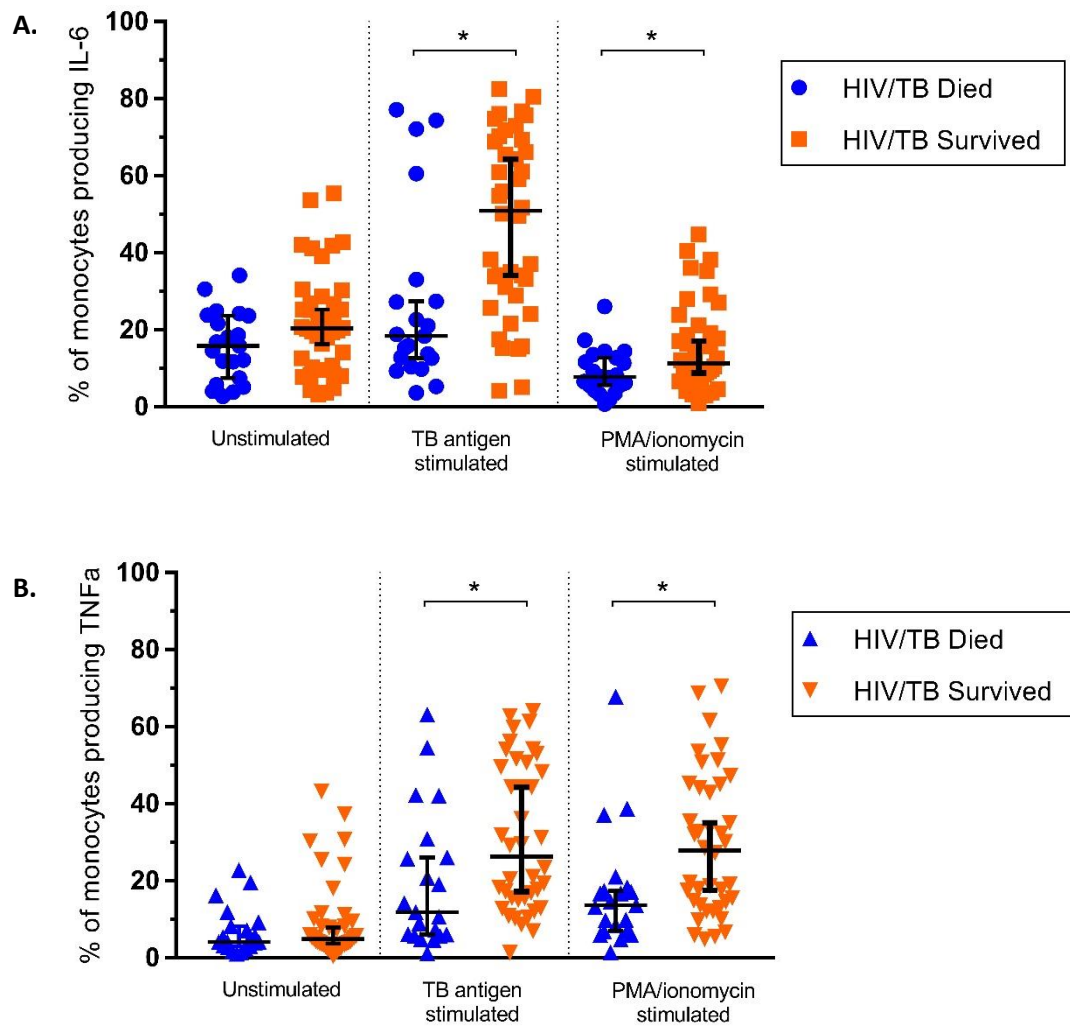 A.
% of monocytes producing IL-6
100
80
60
40
20
0
*
*
Unstimulated
TB antigen
stimulated
PMA/ionomycin
stimulated
HIV/TB Died
HIV/TB Survived
B.
% of monocytes producing TNFa
100
80
60
40
20
0
*
*
Unstimulated
TB antigen
stimulated
PMA/ionomycin
stimulated
HIV/TB Died
HIV/TB Survived